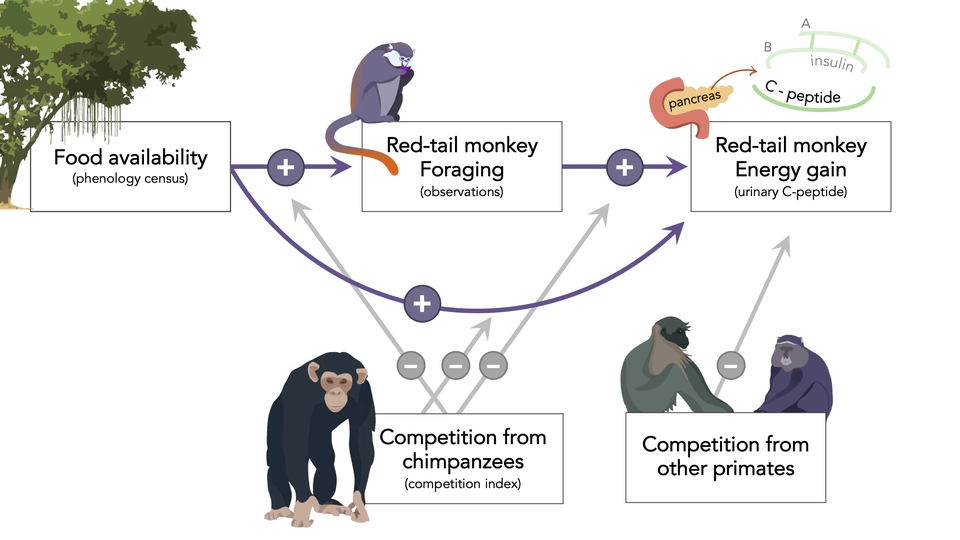 A
B
insulin
C - peptide
pancreas
Food availability
(phenology census)
+
Red-tail monkey
Foraging
(observations)
+
Red-tail monkey
Energy gain
(urinary C-peptide)
+
−
−
−
−
Competition from
chimpanzees
(competition index)
Competition from
other primates